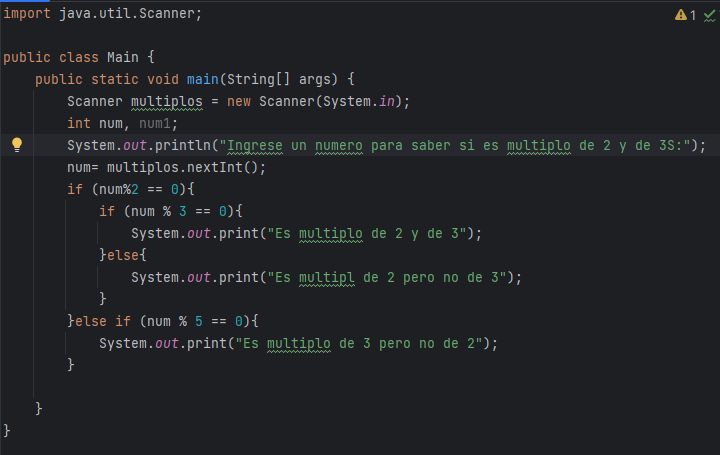 import java.util.Scanner;
1
public class Main {
    public static void main(String[] args) {
        Scanner multiplos = new Scanner(System.in);
        int num, num1;
        System.out.println("Ingrese un numero para saber si es multiplo de 2 y de 3S:");
        num= multiplos.nextInt();
        if (num%2 == 0){
            if (num % 3 == 0){
                System.out.print("Es multiplo de 2 y de 3");
            }else{
                System.out.print("Es multipl de 2 pero no de 3");
            }
        }else if (num % 5 == 0){
            System.out.print("Es multiplo de 3 pero no de 2");
        }
    }
}